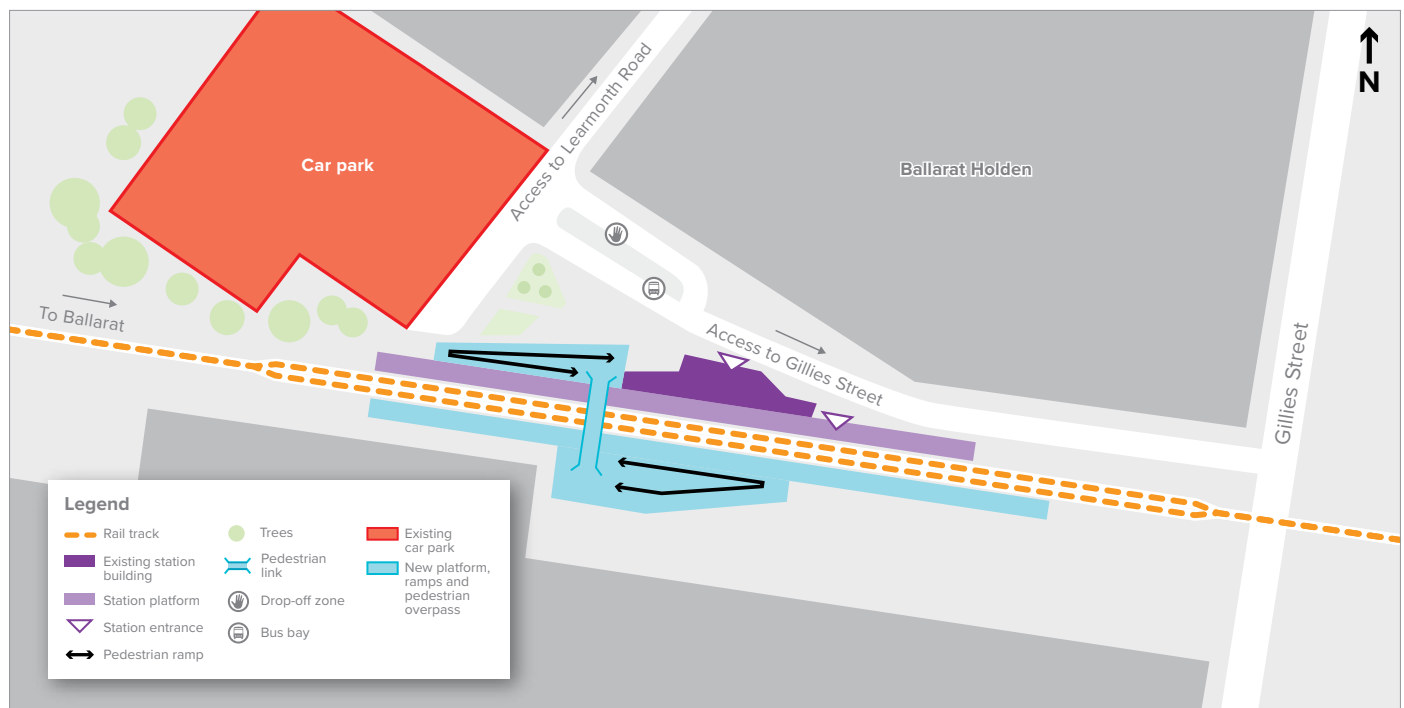 N
Car park
Access to Learmonth Road
Ballarat Holden
To Ballarat
Access to Gillies Street
Gillies Street
Legend
Rail track
Existing station
building
Station platform
Station entrance
Pedestrian ramp
Trees
Pedestrian
link
Drop-off zone
Bus bay
Existing
car park
New platform,
ramps and
pedestrian
overpass